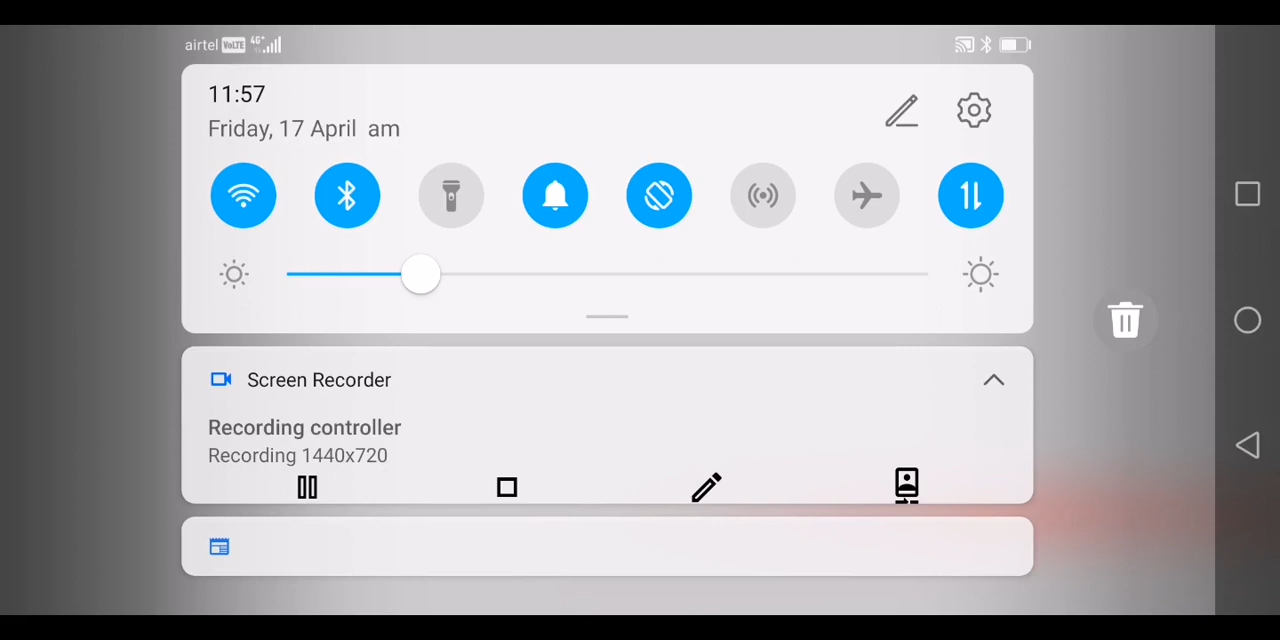 airtel VoLTE 4G+
11:57
Friday, 17 April am
Screen Recorder
Recording controller
Recording 1440x720